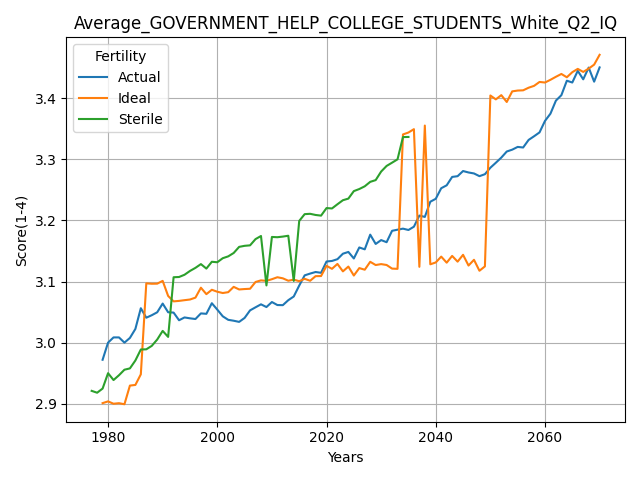 Average_GOVERNMENT_HELP_COLLEGE_STUDENTS_White_Q2_IQ
Fertility
Actual
Ideal
Sterile
Score(1-4)
3.4
3.3
3.2
3.1
3.0
2.9
1980 2000 2020 2040 2060
Years